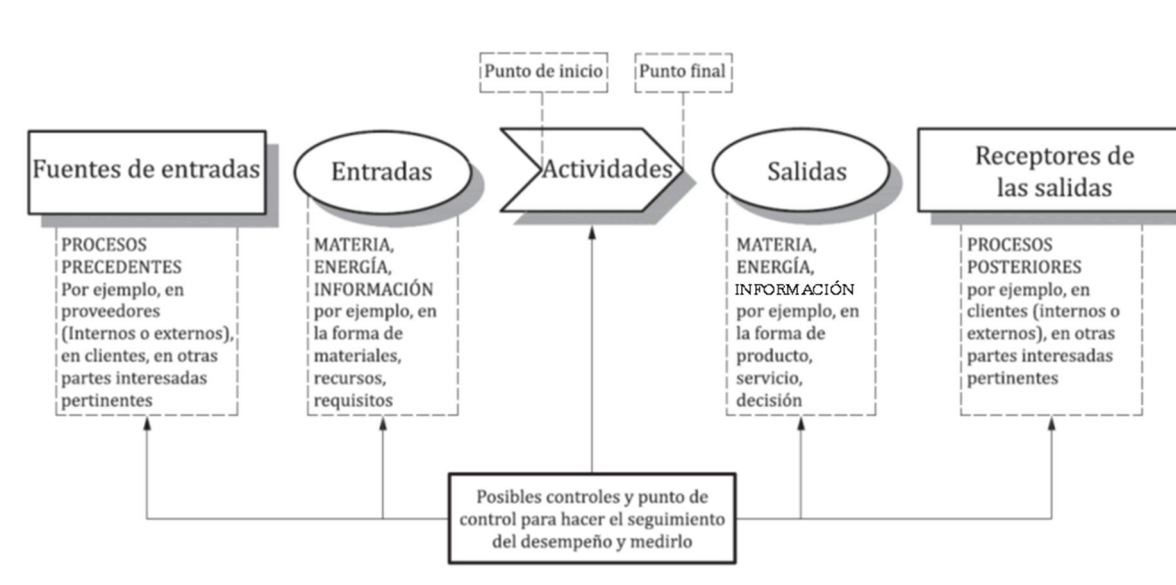 Punto de inicio
Punto final
Fuentes de entradas
Entradas
Actividades
Salidas
Receptores de
las salidas
PROCESOS
PRECEDENTES
Por ejemplo, en
proveedores
(Internos o externos),
en clientes, en otras
partes interesadas
pertinentes
MATERIA,
ENERGÍA,
INFORMACIÓN
por ejemplo, en
la forma de
materiales,
recursos,
requisitos
MATERIA,
ENERGÍA,
INFORMACIÓN
por ejemplo, en
la forma de
producto,
servicio,
decisión
PROCESOS
POSTERIORES
por ejemplo, en
clientes (internos o
externos), en otras
partes interesadas
pertinentes
Posibles controles y punto de
control para hacer el seguimiento
del desempeño y medirlo